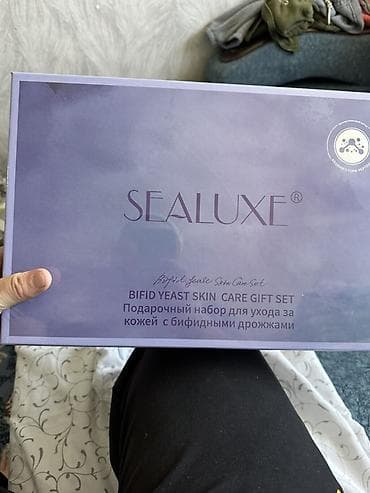 SEALUXE®
Bifid Yeast Skin Care Set
BIFID YEAST SKIN CARE GIFT SET
Подарочный набор для ухода за
кожей с бифидными дрожжами